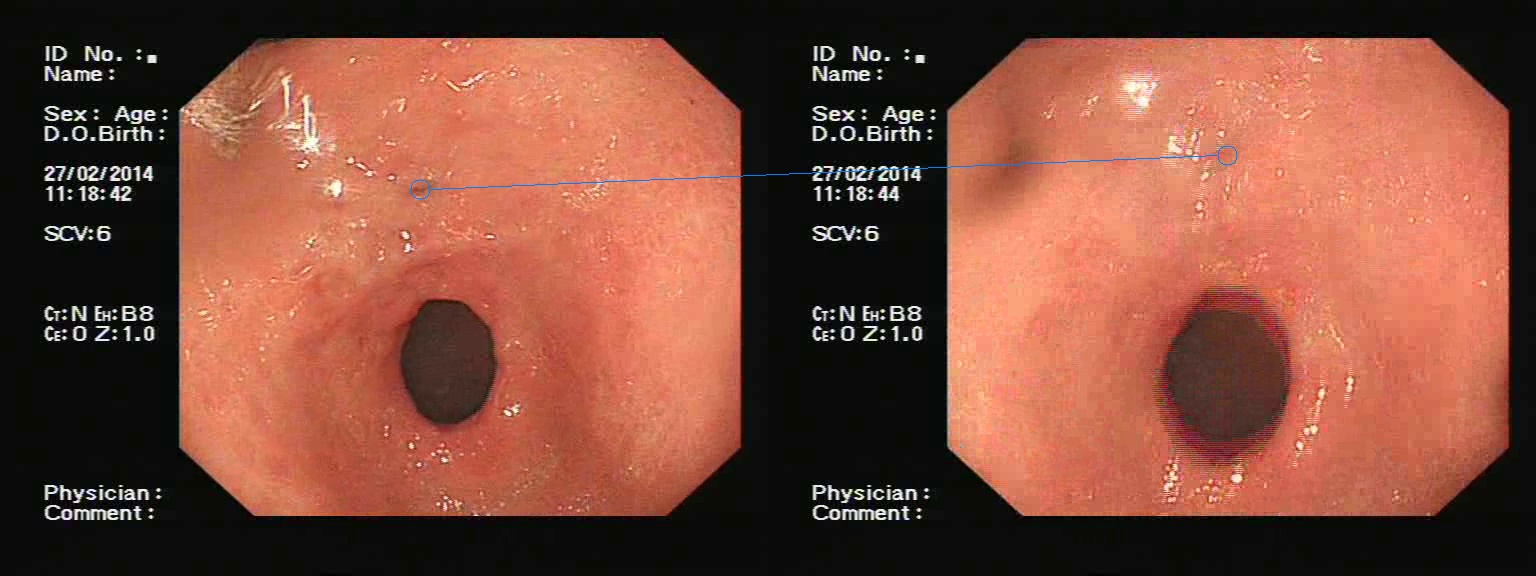 ID No. :
Name :
Sex : Age :
D.O.Birth :
27/02/2014
11:18:42
SCV:6
CT:N EH:B8
CE:0 Z:1.0
Physician :
Comment :
ID No. :
Name :
Sex : Age :
D.O.Birth :
27/02/2014
11:18:44
SCV:6
CT:N EH:B8
CE:0 Z:1.0
Physician :
Comment :